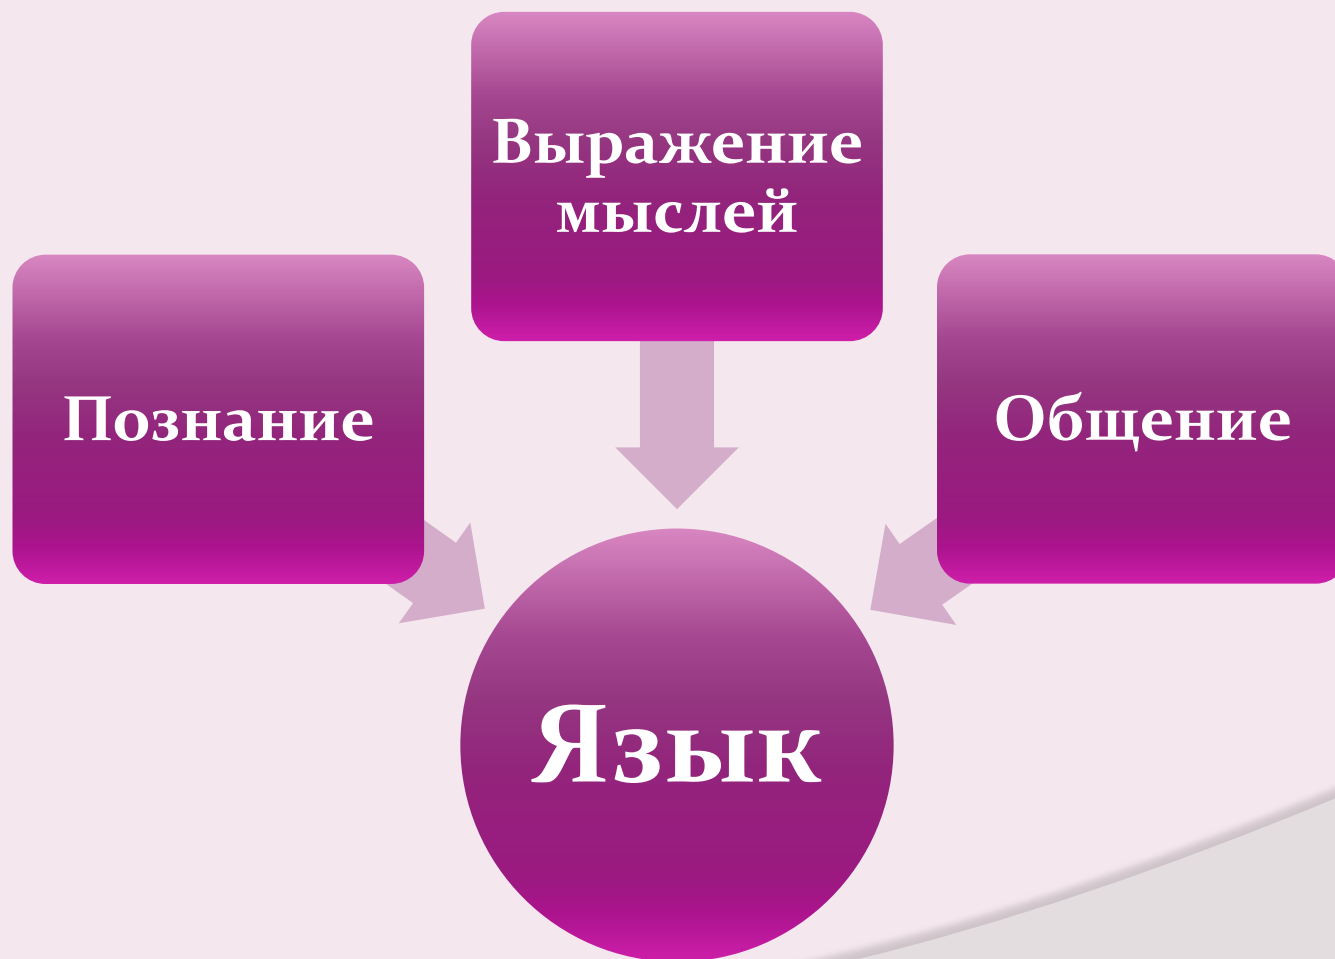 Выражение
мыслей
Познание
Общение
Язык